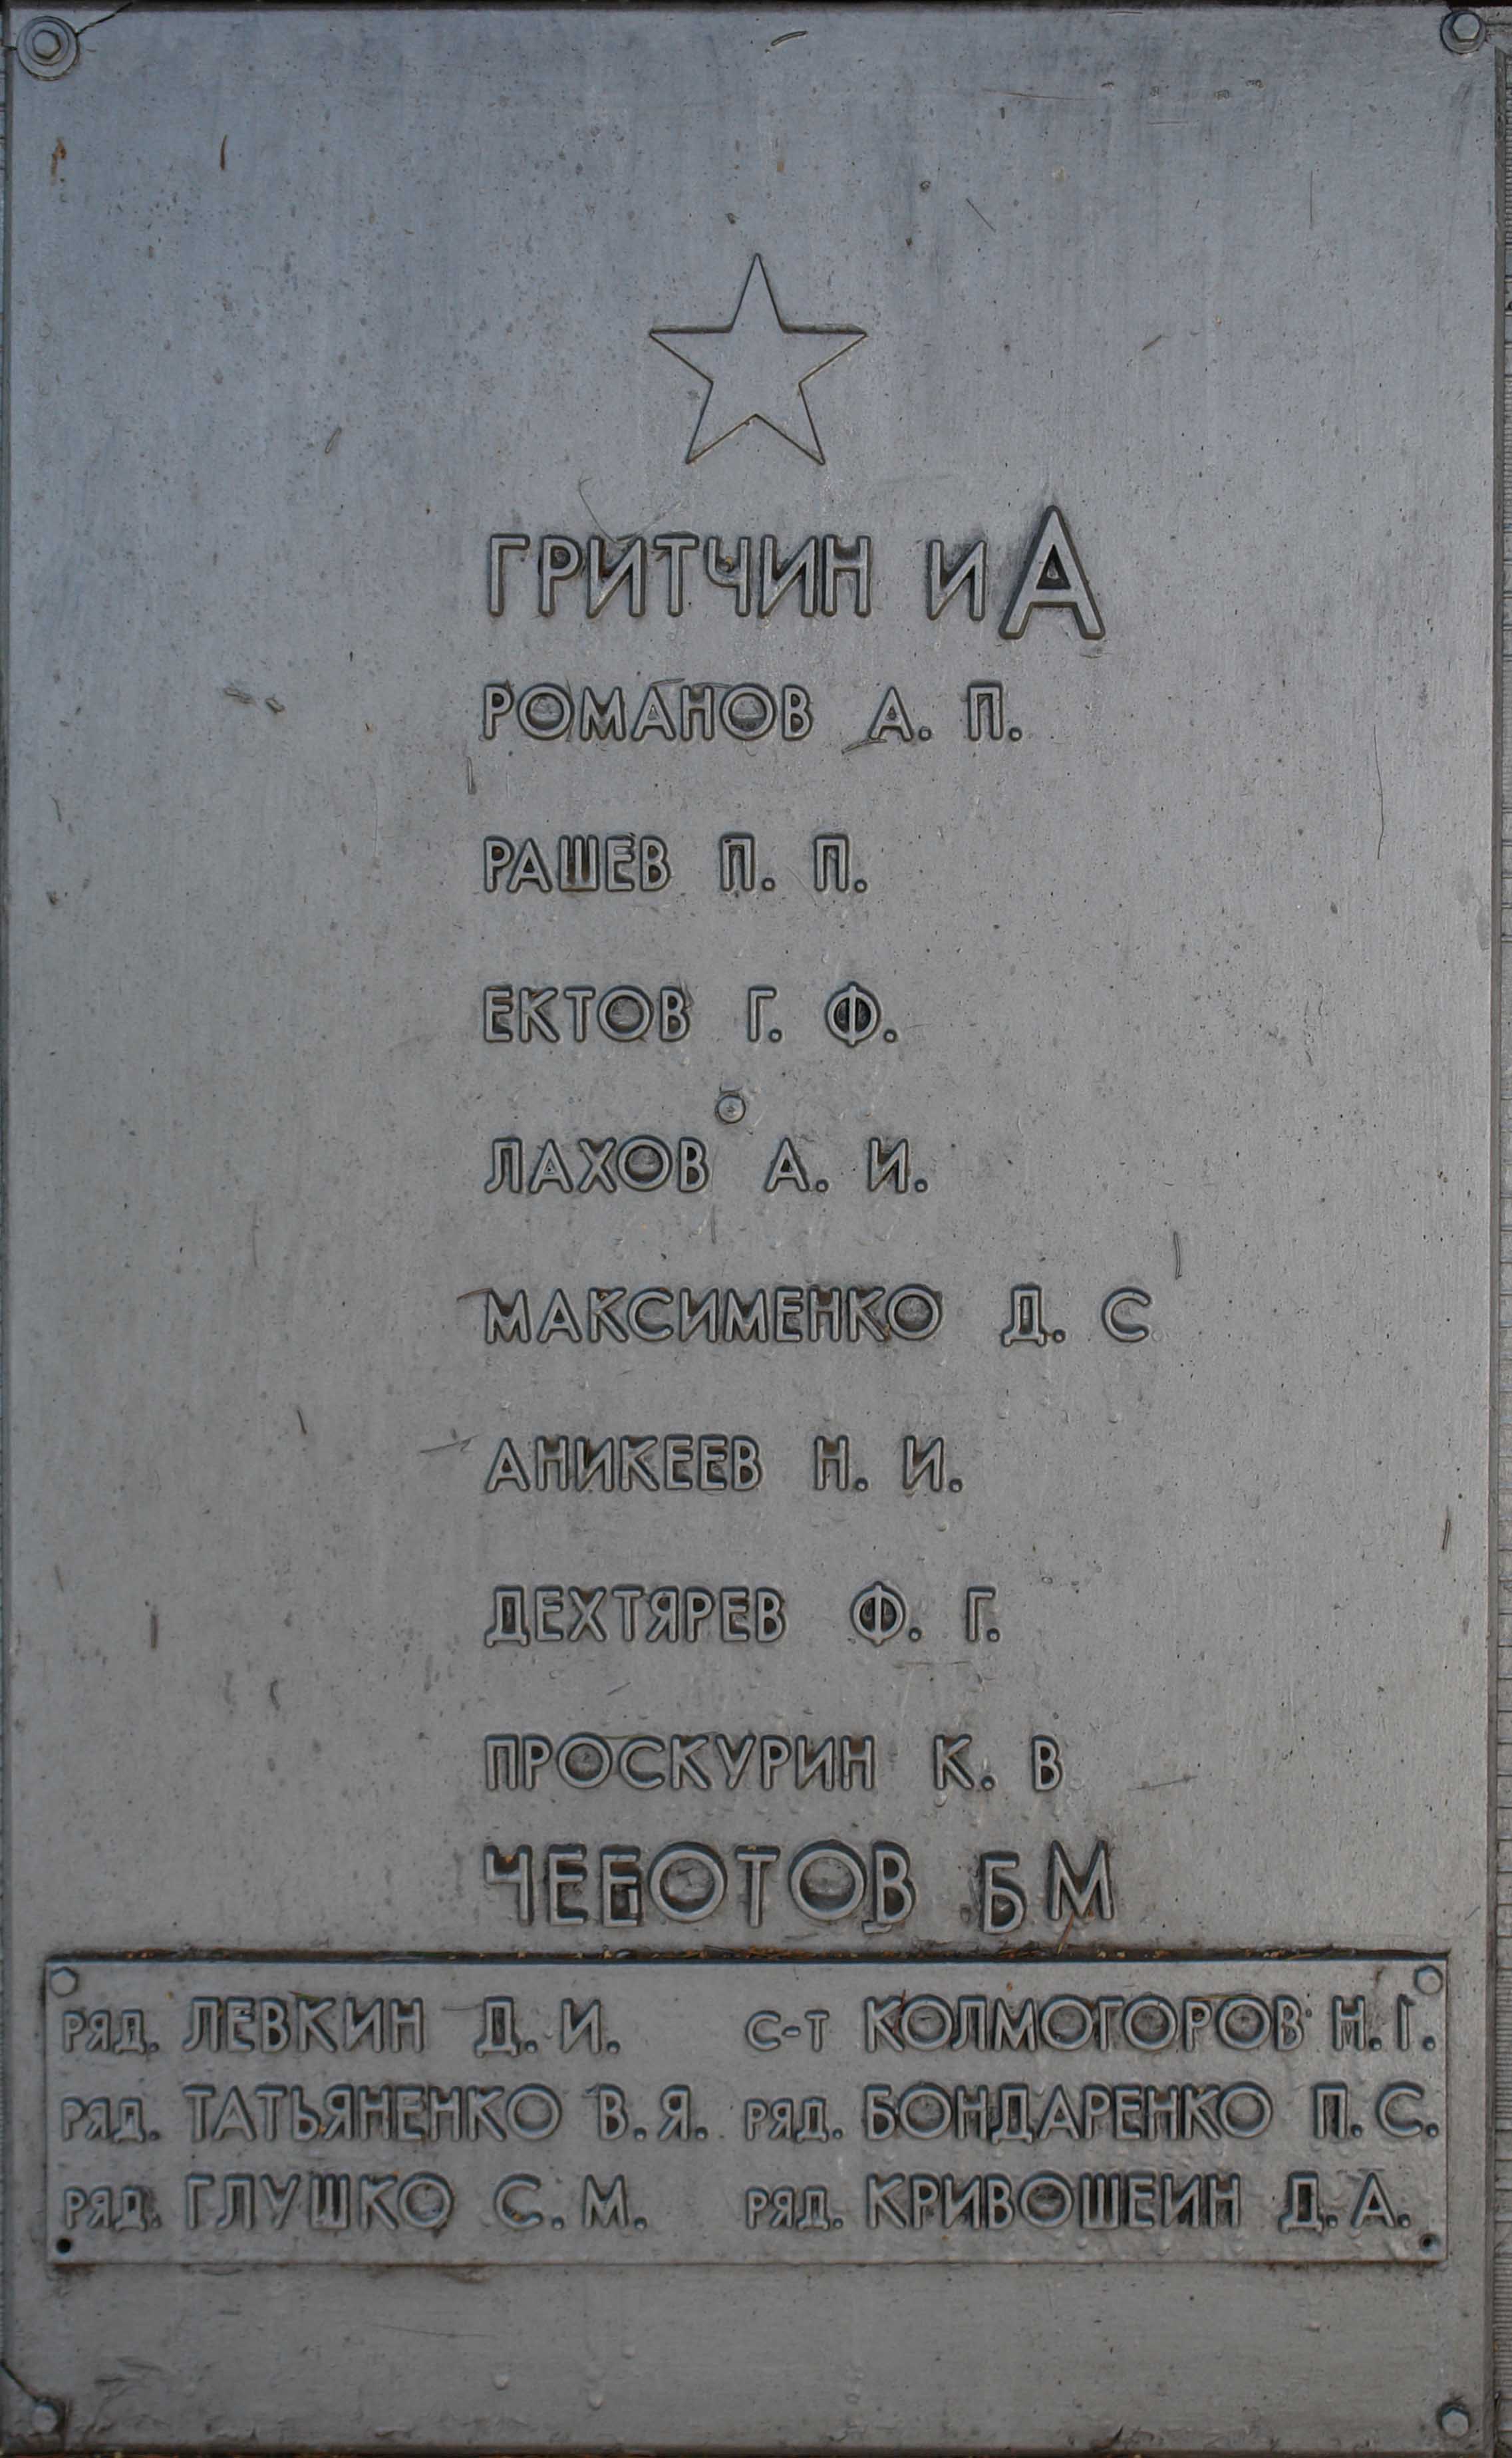 ГРИТЧИН И А
РОМАНОВ А. П.
РАШЕВ П. П.
ЕКТОВ Г. Ф.
ЛАХОВ А. И.
МАКСИМЕНКО Д. С
АНИКЕЕВ Н. И.
ДЕХТЯРЕВ Ф. Г.
ПРОСКУРИН К. В
ЧЕБОТОВ Б М
РЯД. ЛЕВКИН Д. И. С-Т КОЛМОГОРОВ Н. Г.
РЯД. ТАТЬЯНЕНКО В. Я. РЯД. БОНДАРЕНКО П. С.
РЯД. ГЛУШКО С. М. РЯД. КРИВОШЕИН Д. А.